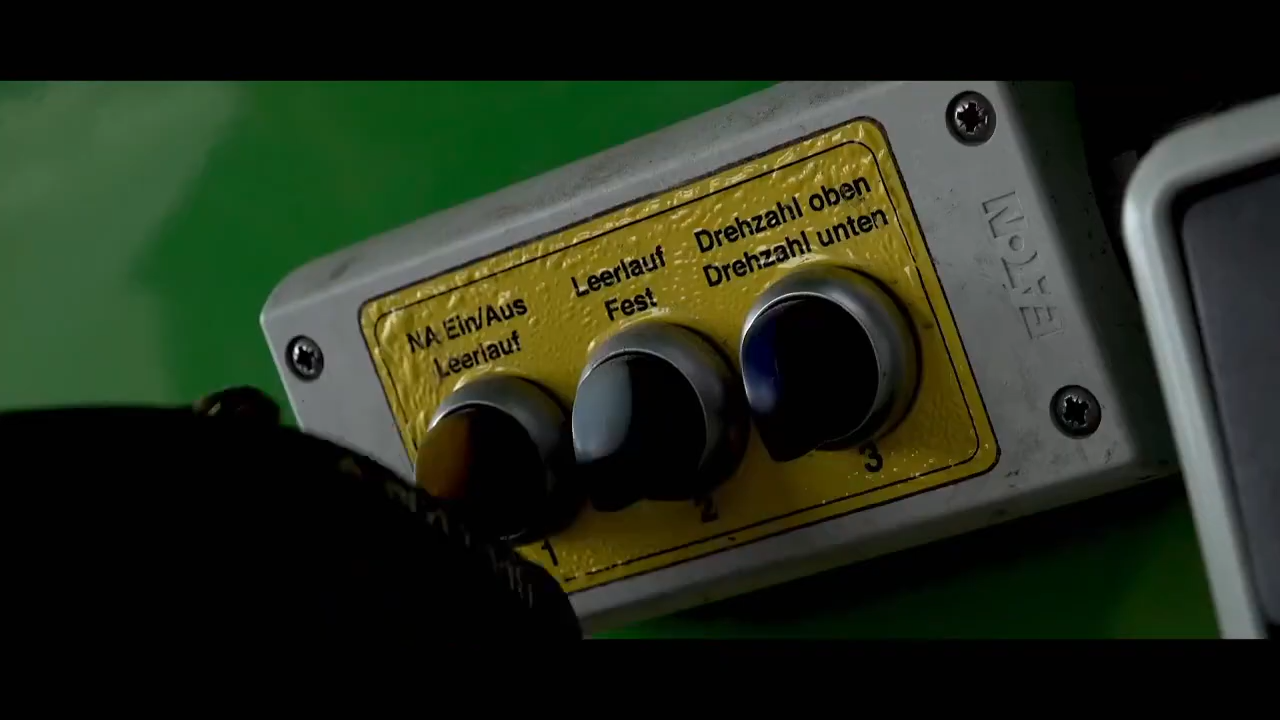 NA Ein/Aus
Leerlauf
1
Leerlauf
Fest
2
Drehzahl oben
Drehzahl unten
3
EATON